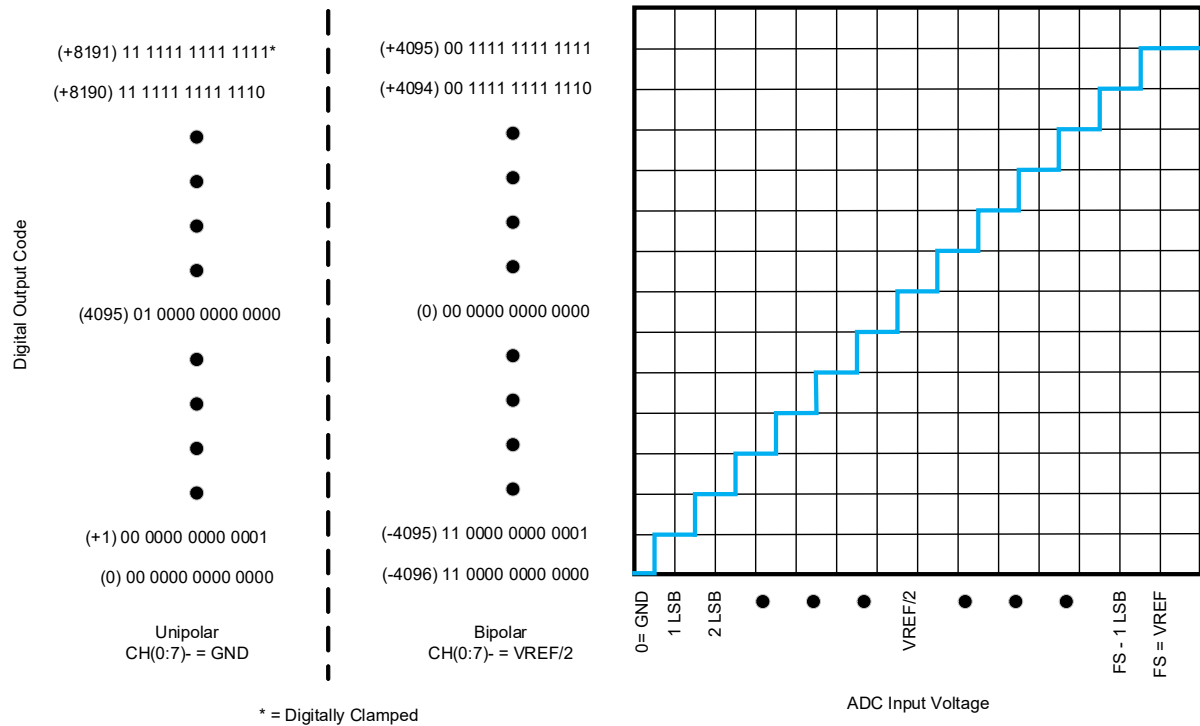 Digital Output Code
(+8191) 11 1111 1111 1111*
(+8190) 11 1111 1111 1110
(4095) 01 0000 0000 0000
(+1) 00 0000 0000 0001
(0) 00 0000 0000 0000
Unipolar
CH(0:7)- = GND
(+4095) 00 1111 1111 1111
(+4094) 00 1111 1111 1110
(0) 00 0000 0000 0000
(-4095) 11 0000 0000 0001
(-4096) 11 0000 0000 0000
Bipolar
CH(0:7)- = VREF/2
* = Digitally Clamped
0= GND
1 LSB
2 LSB
VREF/2
FS - 1 LSB
FS = VREF
ADC Input Voltage